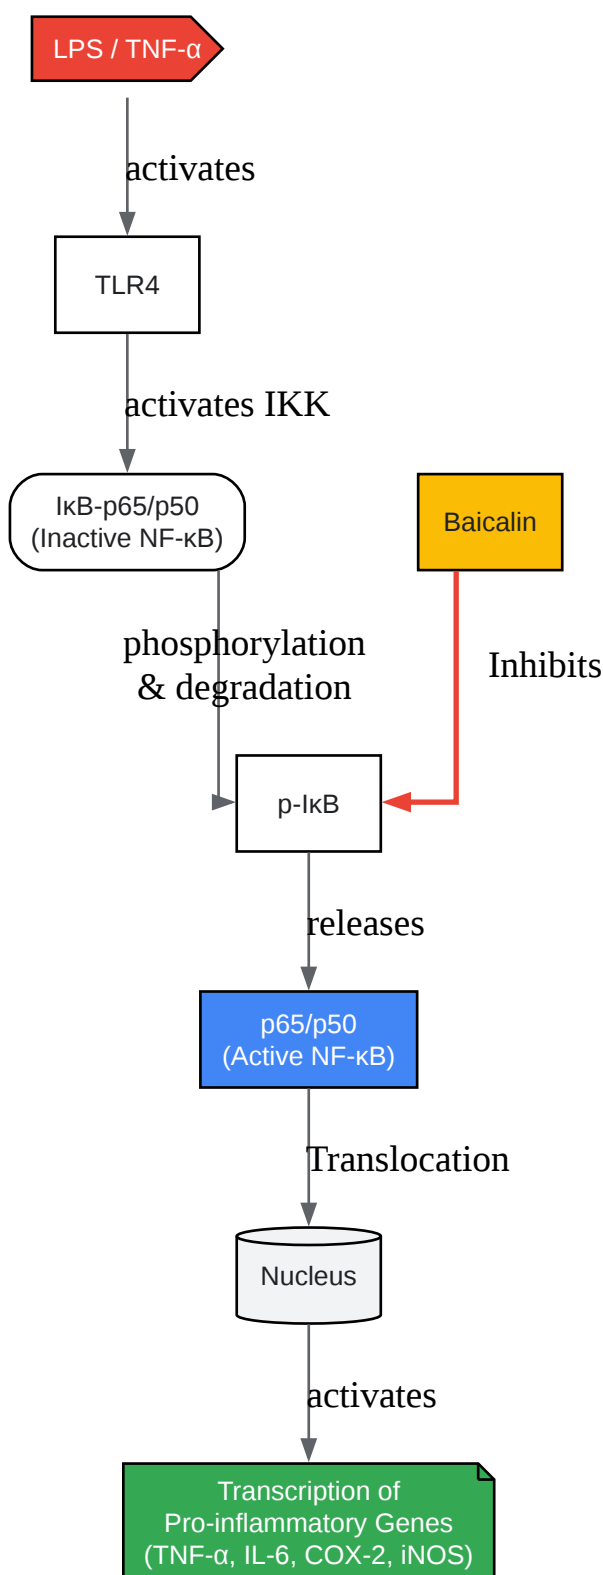 LPS / TNF-α
activates
TLR4
activates IKK
IκB-p65/p50
(Inactive NF-κB)
Baicalin
phosphorylation
& degradation
Inhibits
p-IκB
releases
p65/p50
(Active NF-κB)
Translocation
Nucleus
activates
Transcription of
Pro-inflammatory Genes
(TNF-α, IL-6, COX-2, iNOS)